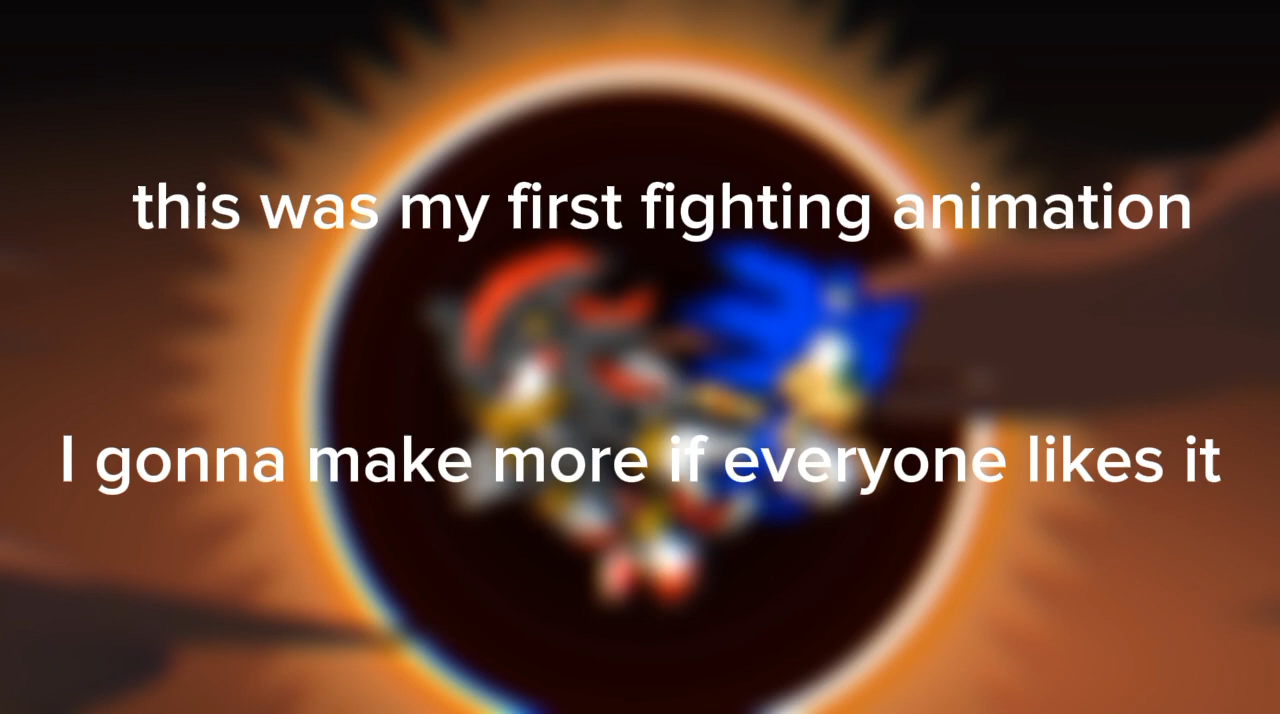 this was my first fighting animation
I gonna make more if everyone likes it